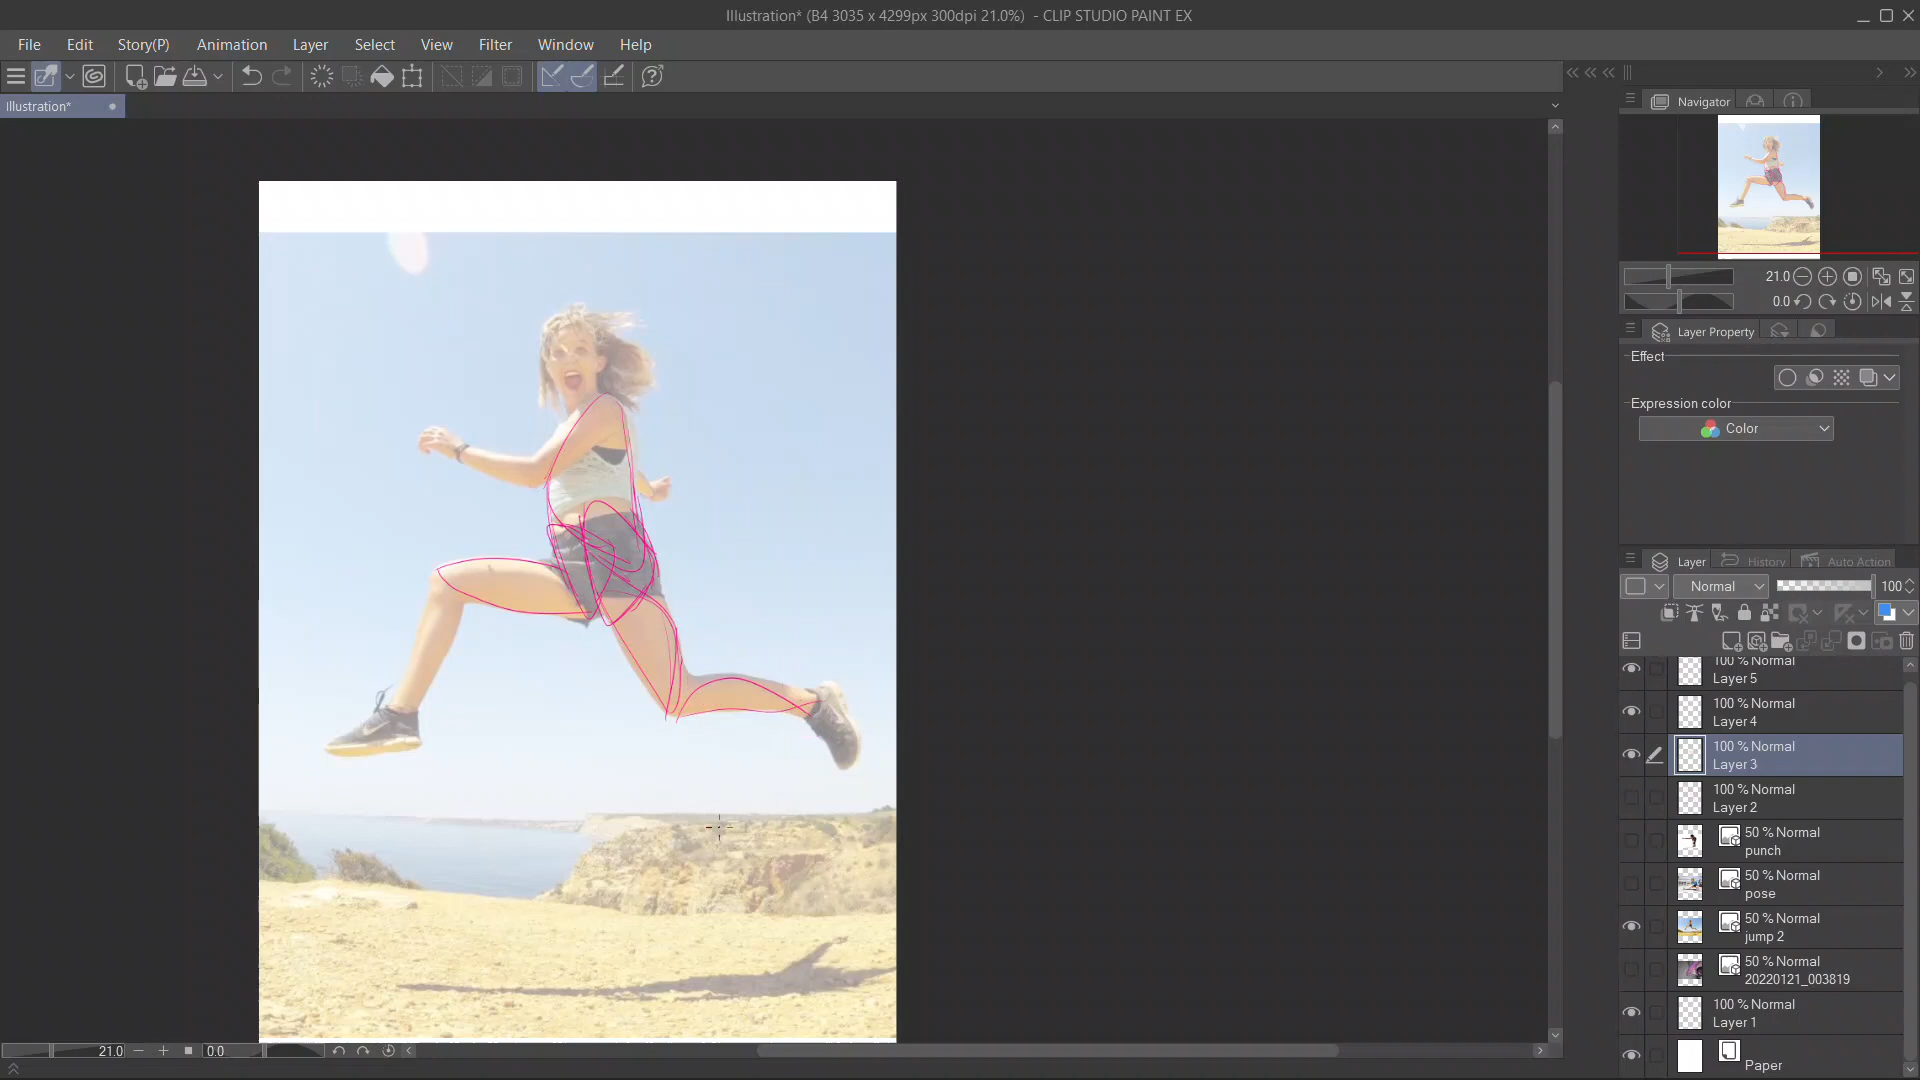 Illustration* (B4 3035 x 4299px 300dpi 21.0%) - CLIP STUDIO PAINT EX
File Edit Story(P) Animation Layer Select View Filter Window Help
Illustration*
Navigator
21.0
0.0
Layer Property
Effect
Expression color
Color
Layer History Auto Action
Normal 100
100 % Normal
Layer 5
100 % Normal
Layer 4
100 % Normal
Layer 3
100 % Normal
Layer 2
50 % Normal
punch
50 % Normal
pose
50 % Normal
jump 2
50 % Normal
20220121_003819
100 % Normal
Layer 1
Paper
21.0 0.0